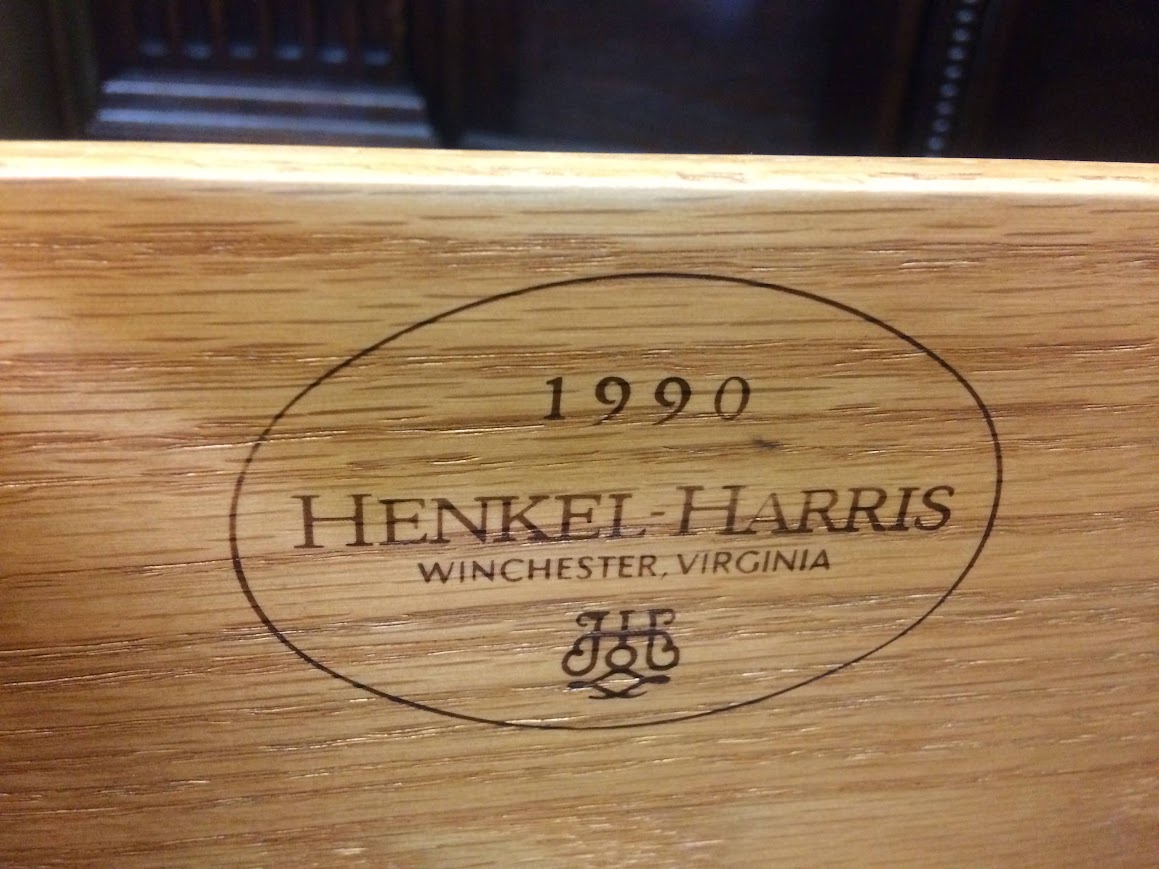 1990
HENKEL-HARRIS
WINCHESTER, VIRGINIA